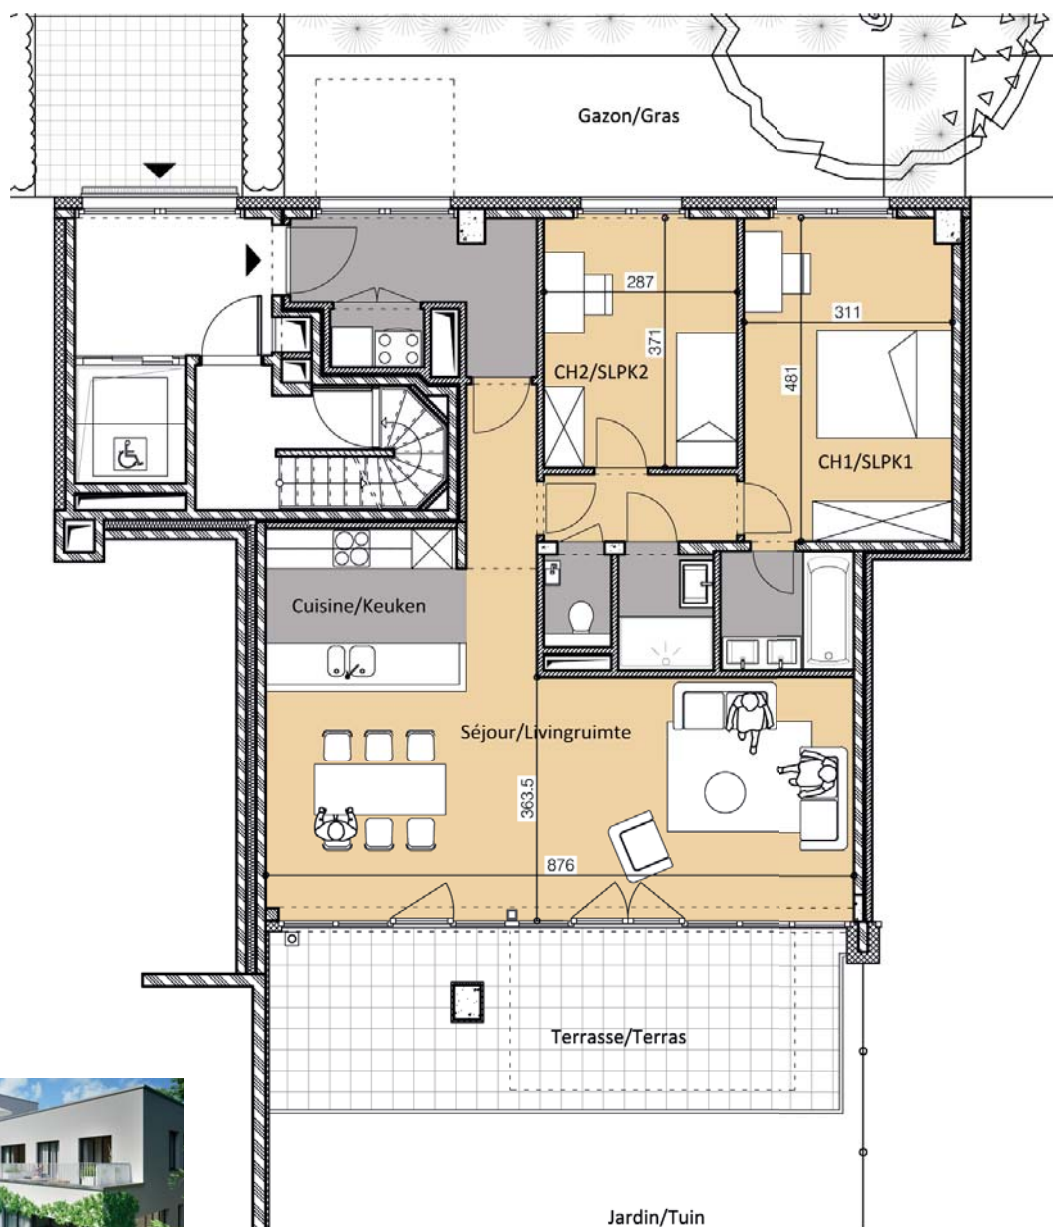 Gazon/Gras
287
311
371
CH2/SLPK2
481
CH1/SLPK1
Cuisine/Keuken
Séjour/Livingruimte
363.5
876
Terrasse/Terras
Jardin/Tuin